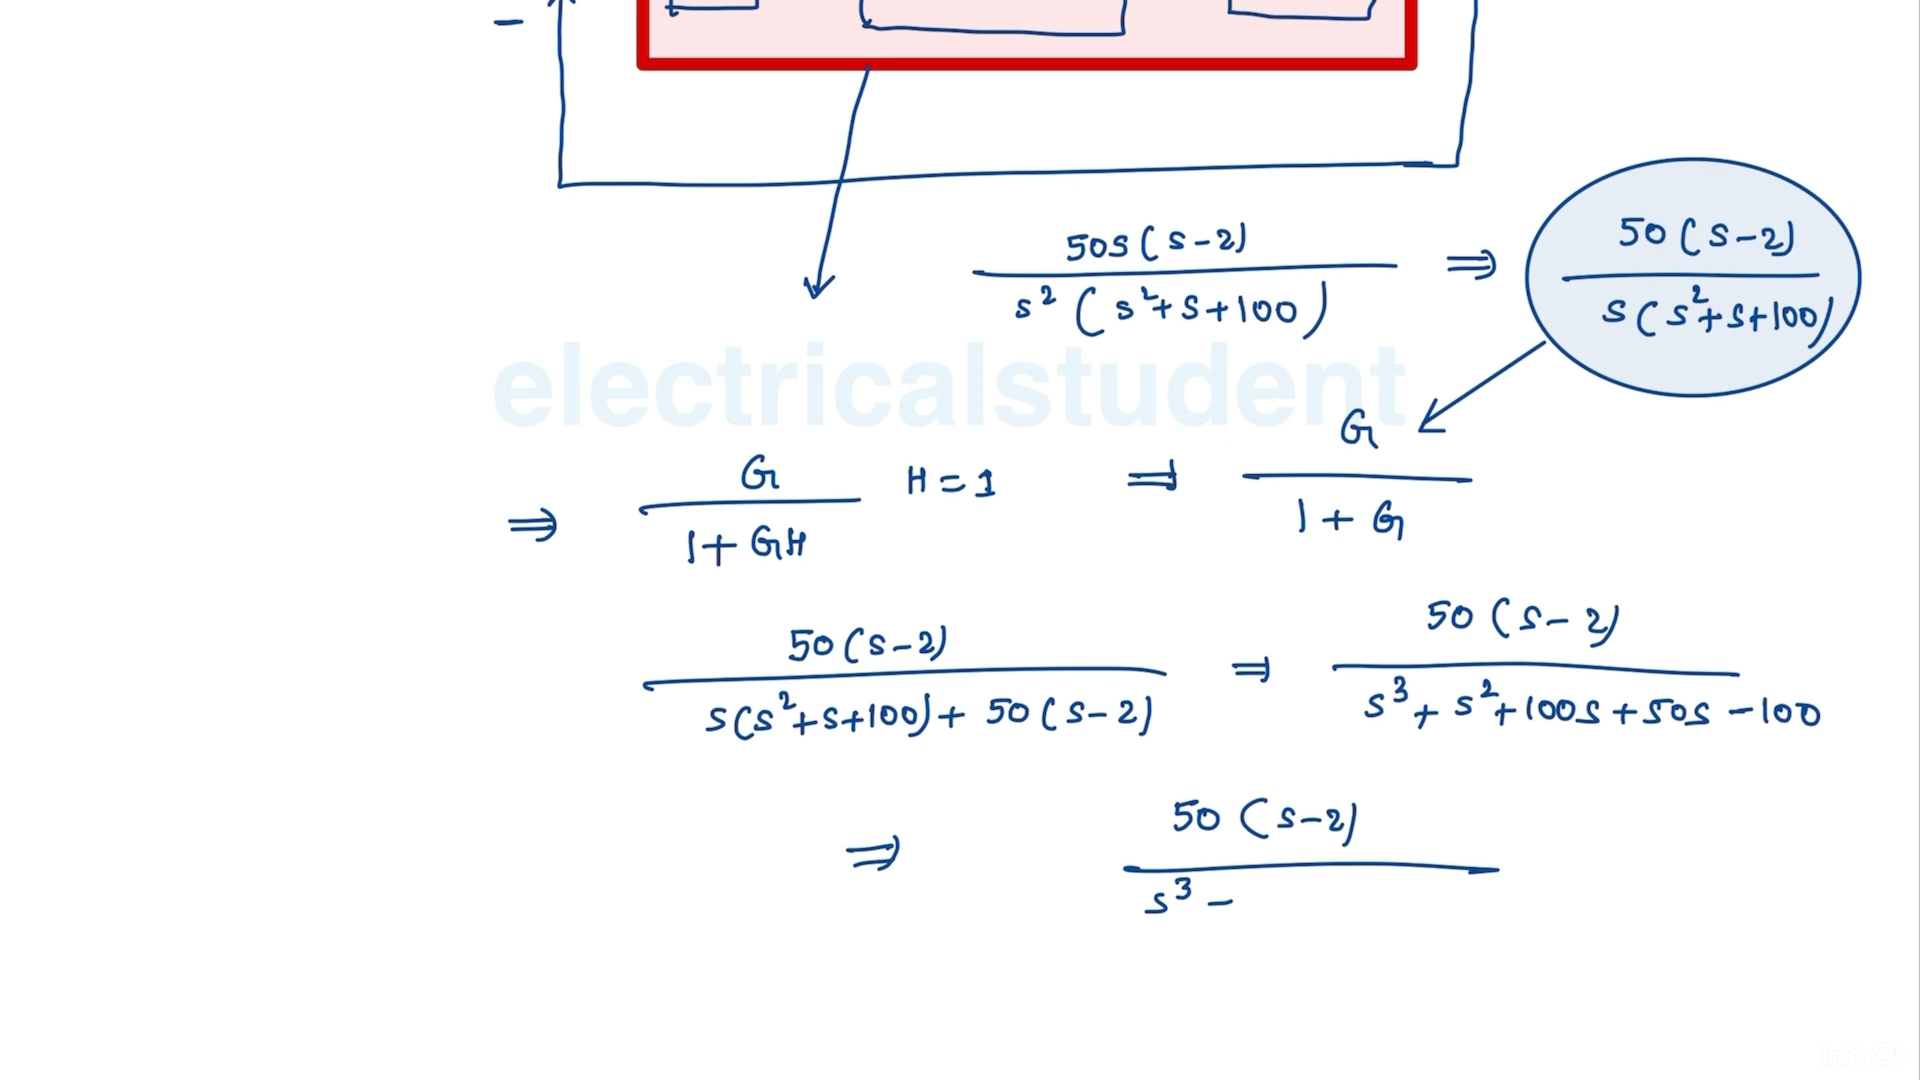 −
50s(s-2) / s²(s²+s+100) ⇒ 50(s-2) / s(s²+s+100)
electricalstudent
⇒ G / 1+GH H=1 ⇒ G / 1+G
50(s-2) / s(s²+s+100)+50(s-2) ⇒ 50(s-2) / s³+s²+100s+50s-100
⇒ 50(s-2) / s³-